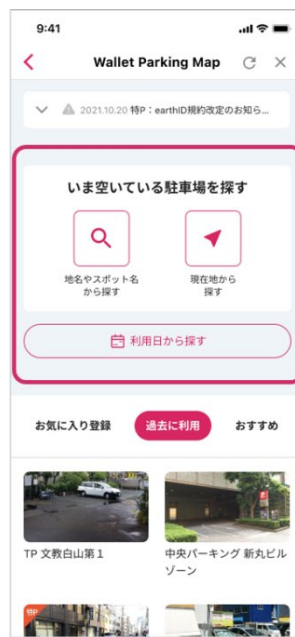 9:41
Wallet Parking Map
2021.10.20 特P：earthID規約改定のお知ら...
いま空いている駐車場を探す
地名やスポット名
から探す
現在地から
探す
利用日から探す
お気に入り登録
過去に利用
おすすめ
TP 文教白山第１
中央パーキング 新丸ビル
ゾーン